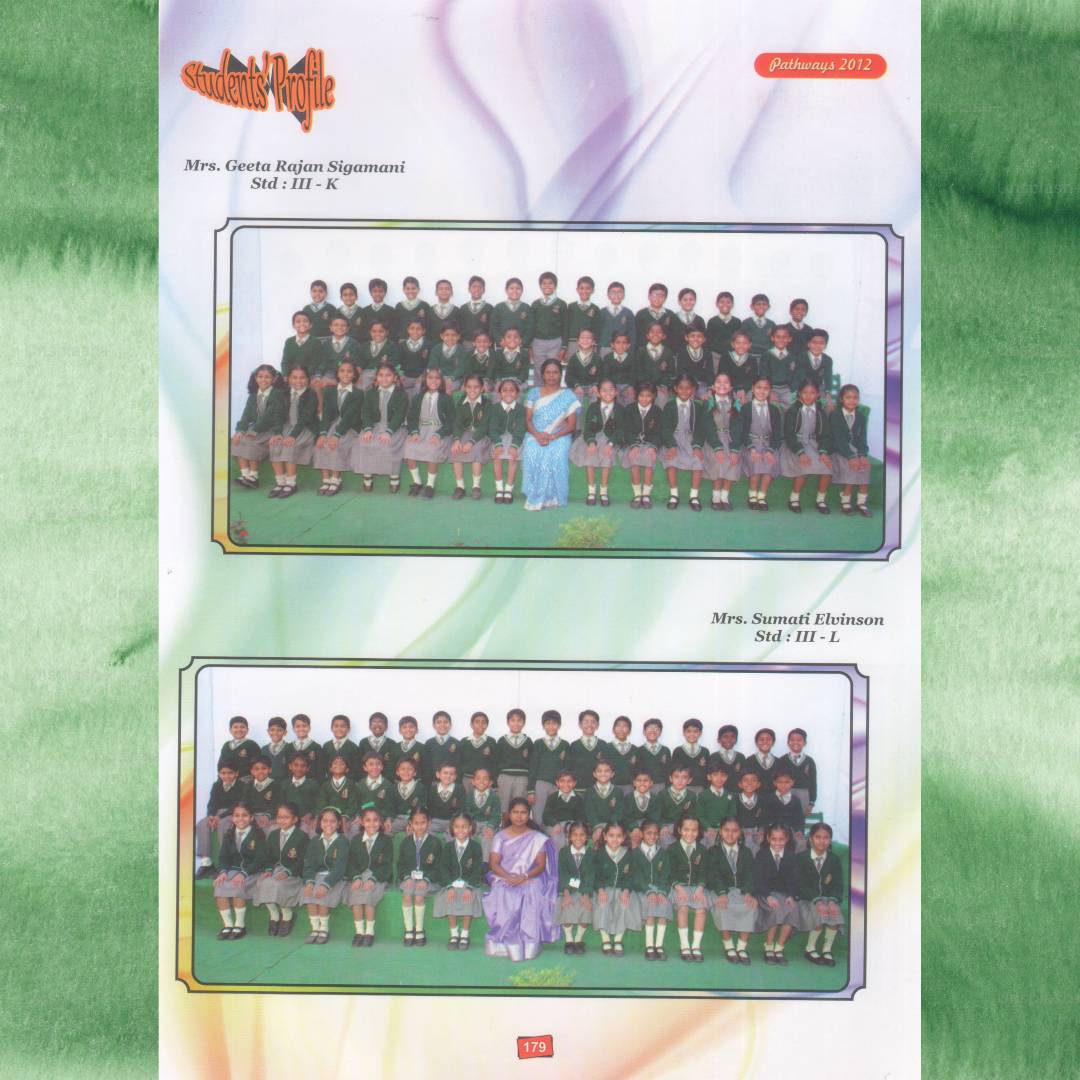 Students' Profile
Pathways 2012
Mrs. Geeta Rajan Sigamani
Std : III - K
Mrs. Sumati Elvinson
Std : III - L
179